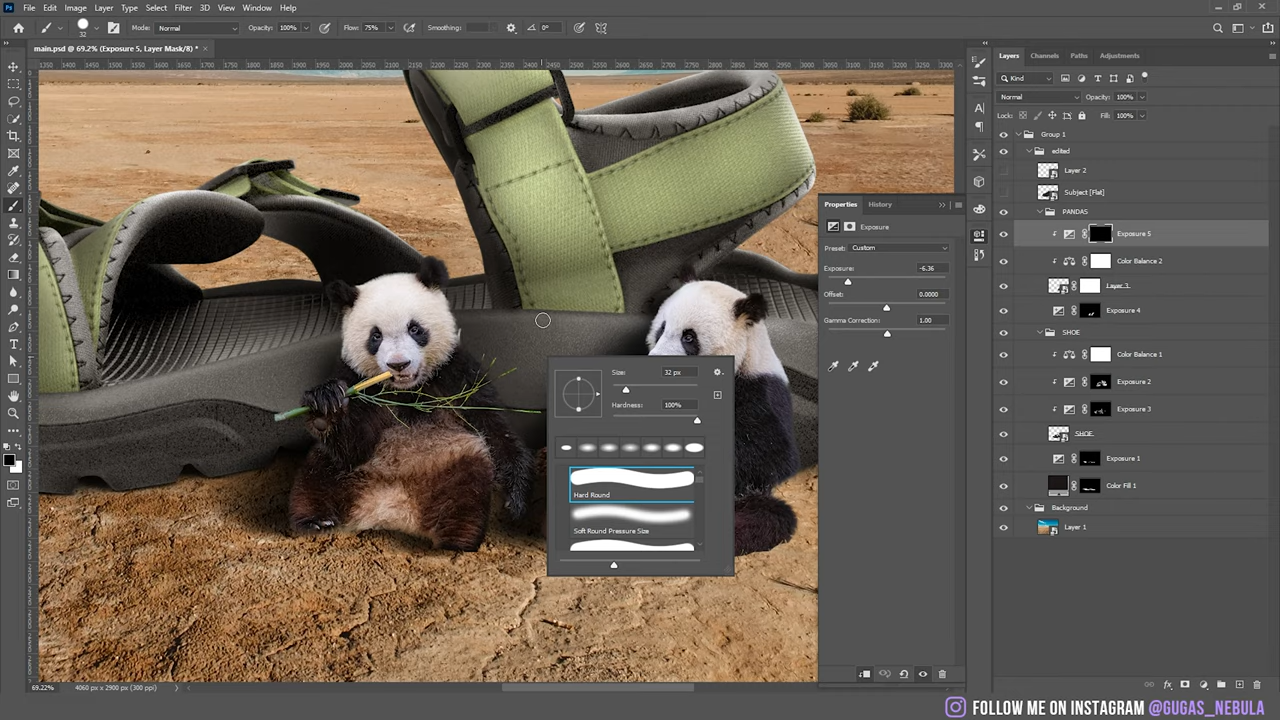 Ps File Edit Image Layer Type Select Filter 3D View Window Help
32 Mode: Normal Opacity: 100% Flow: 75% Smoothing: 0°
main.psd @ 69.2% (Exposure 5, Layer Mask/8) * ×
Layers Channels Paths Adjustments
Kind
Normal Opacity: 100%
Lock: Fill: 100%
Group 1
edited
Layer 2
Subject [Flat]
PANDAS
Exposure 5
Color Balance 2
Layer 3
Exposure 4
SHOE
Color Balance 1
Exposure 2
Exposure 3
SHOE
Exposure 1
Color Fill 1
Background
Layer 1
Properties History
Exposure
Preset: Custom
Exposure: -6.36
Offset: 0.0000
Gamma Correction: 1.00
Size: 32 px
Hardness: 100%
Hard Round
Soft Round Pressure Size
69.22% 4060 px x 2900 px (300 ppi)
FOLLOW ME ON INSTAGRAM @GUGAS_NEBULA